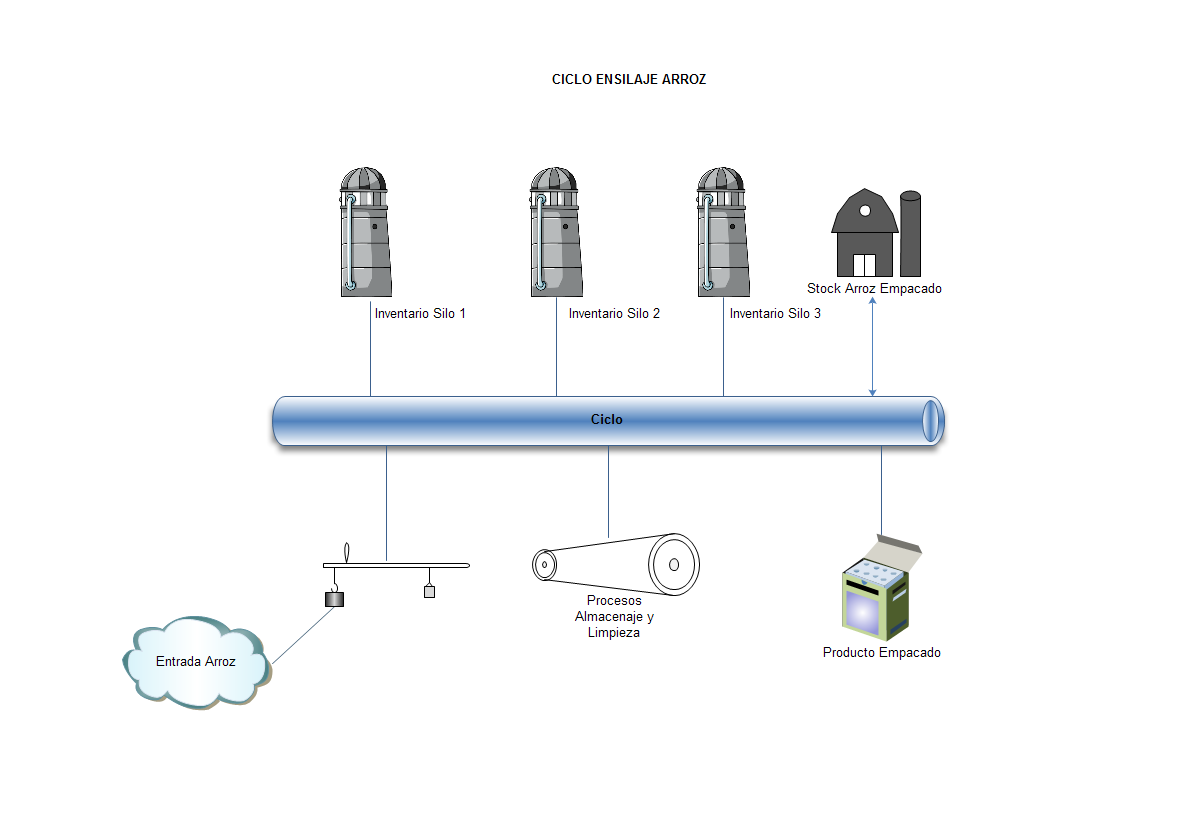 CICLO ENSILAJE ARROZ
Inventario Silo 1
Inventario Silo 2
Inventario Silo 3
Stock Arroz Empacado
Ciclo
Entrada Arroz
Procesos
Almacenaje y
Limpieza
Producto Empacado